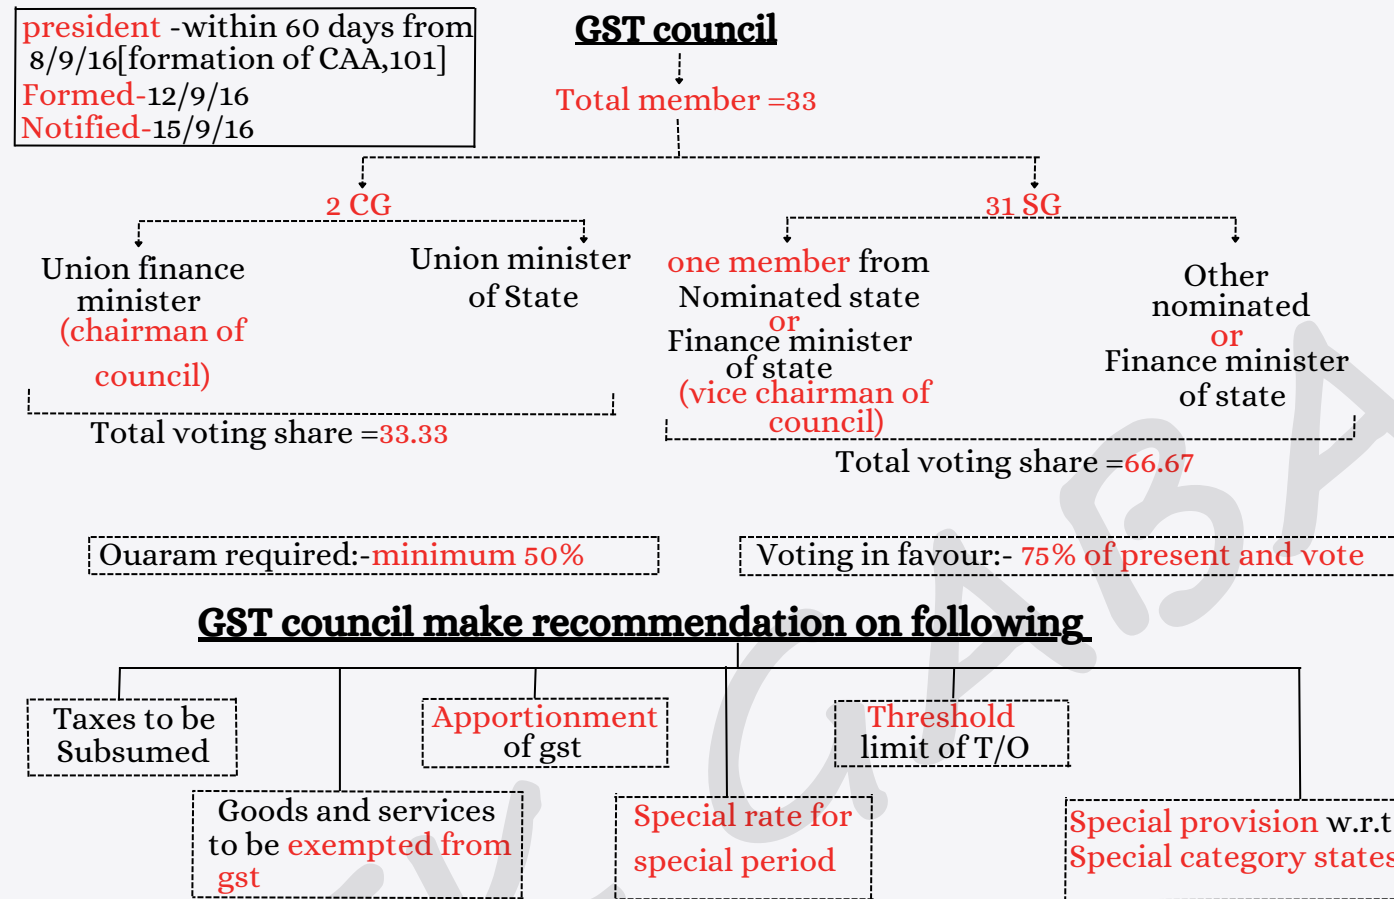 president -within 60 days from
8/9/16[formation of CAA,101]
Formed-12/9/16
Notified-15/9/16
GST council
Total member =33
2 CG
31 SG
Union finance
minister
(chairman of
council)
Union minister
of State
one member from
Nominated state
or
Finance minister
of state
(vice chairman of
council)
Other
nominated
or
Finance minister
of state
Total voting share =33.33
Total voting share =66.67
Ouaram required:-minimum 50%
Voting in favour:- 75% of present and vote
GST council make recommendation on following
Taxes to be
Subsumed
Apportionment
of gst
Threshold
limit of T/O
Goods and services
to be exempted from
gst
Special rate for
special period
Special provision w.r.t
Special category states
GABA